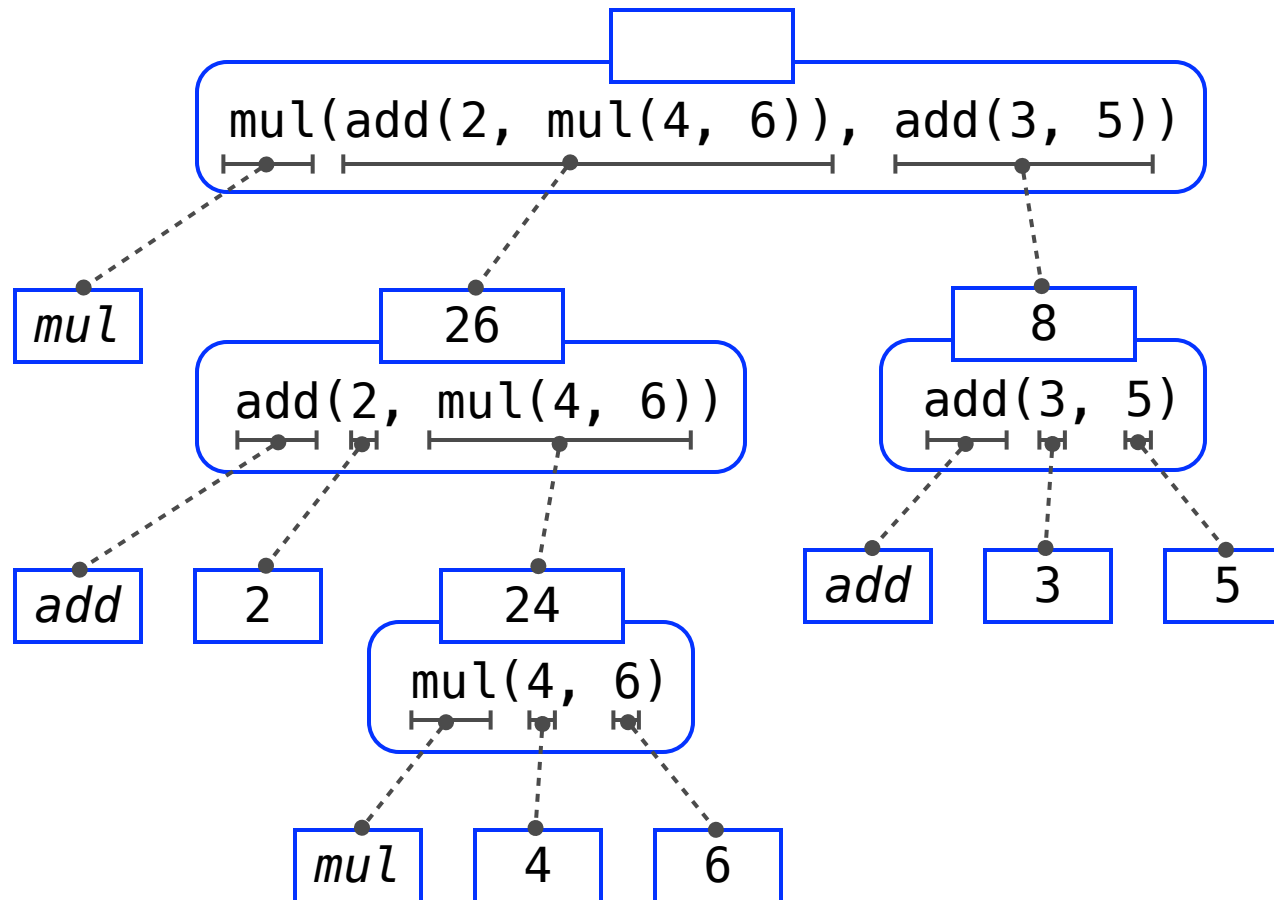 mul(add(2, mul(4, 6)), add(3, 5))
mul
26
8
add(2, mul(4, 6))
add(3, 5)
add
2
24
add
3
5
mul(4, 6)
mul
4
6